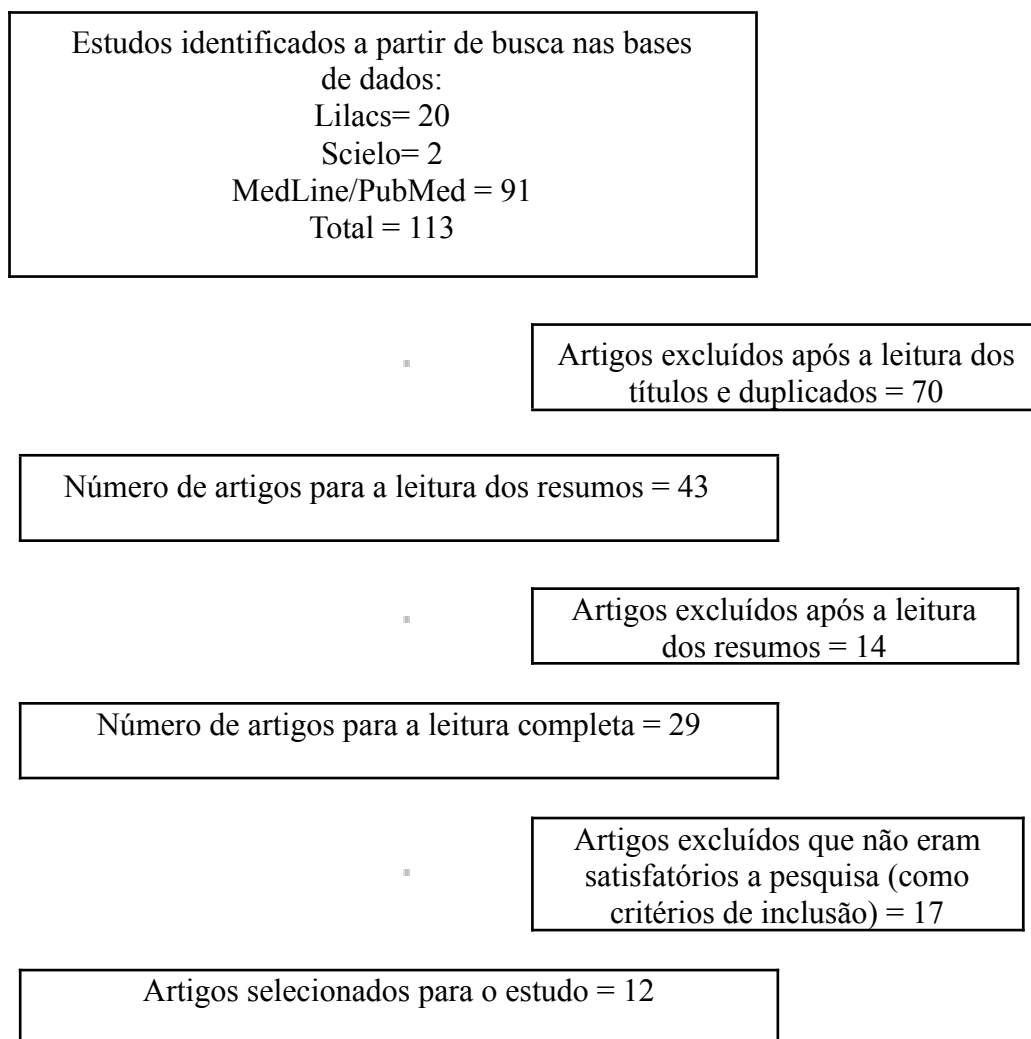 Estudos identificados a partir de busca nas bases
de dados:
Lilacs= 20
Scielo= 2
MedLine/PubMed = 91
Total = 113
Artigos excluídos após a leitura dos
títulos e duplicados = 70
Número de artigos para a leitura dos resumos = 43
Artigos excluídos após a leitura
dos resumos = 14
Número de artigos para a leitura completa = 29
Artigos excluídos que não eram
satisfatórios a pesquisa (como
critérios de inclusão) = 17
Artigos selecionados para o estudo = 12